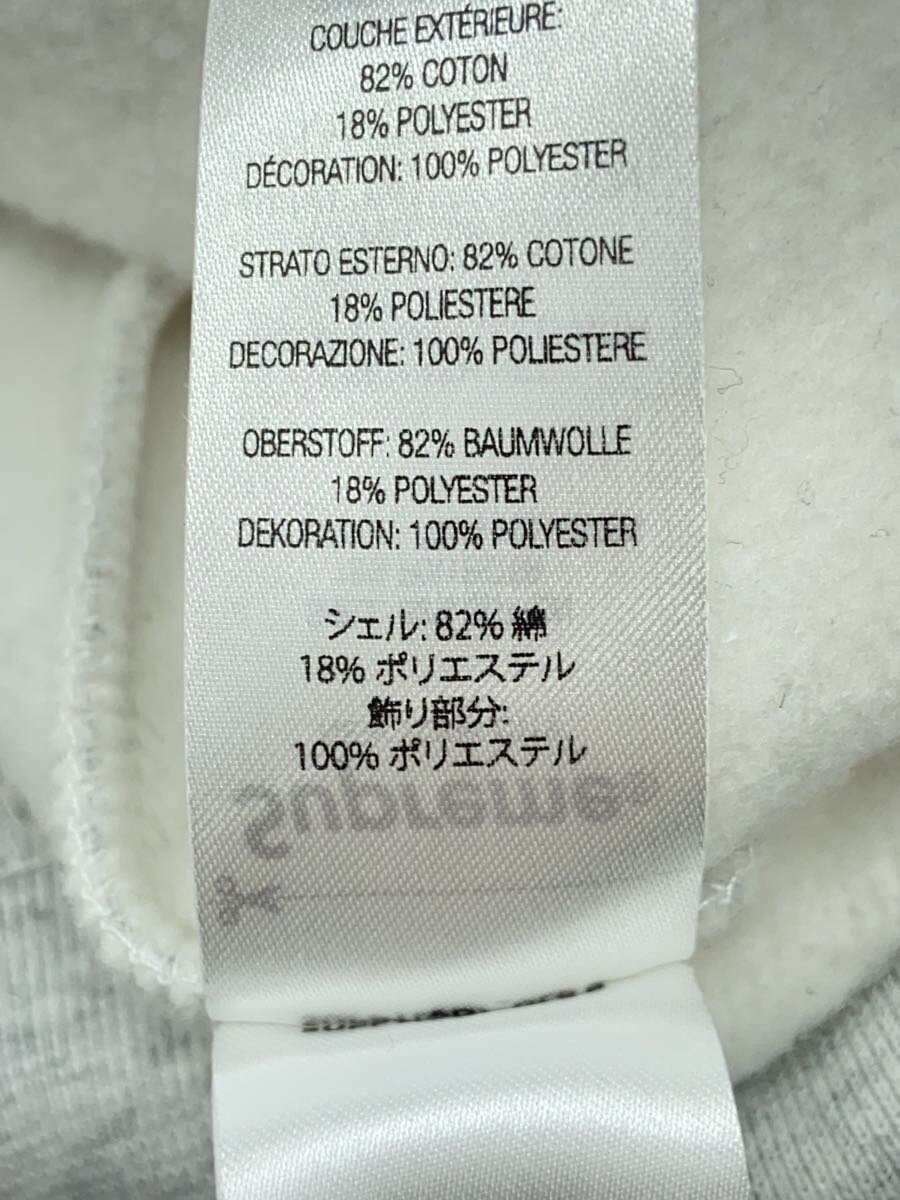 COUCHE EXTÉRIEURE:
82% COTON
18% POLYESTER
DÉCORATION: 100% POLYESTER
STRATO ESTERNO: 82% COTONE
18% POLIESTERE
DECORAZIONE: 100% POLIESTERE
OBERSTOFF: 82% BAUMWOLLE
18% POLYESTER
DEKORATION: 100% POLYESTER
シェル: 82% 綿
18% ポリエステル
飾り部分:
100% ポリエステル
Supreme